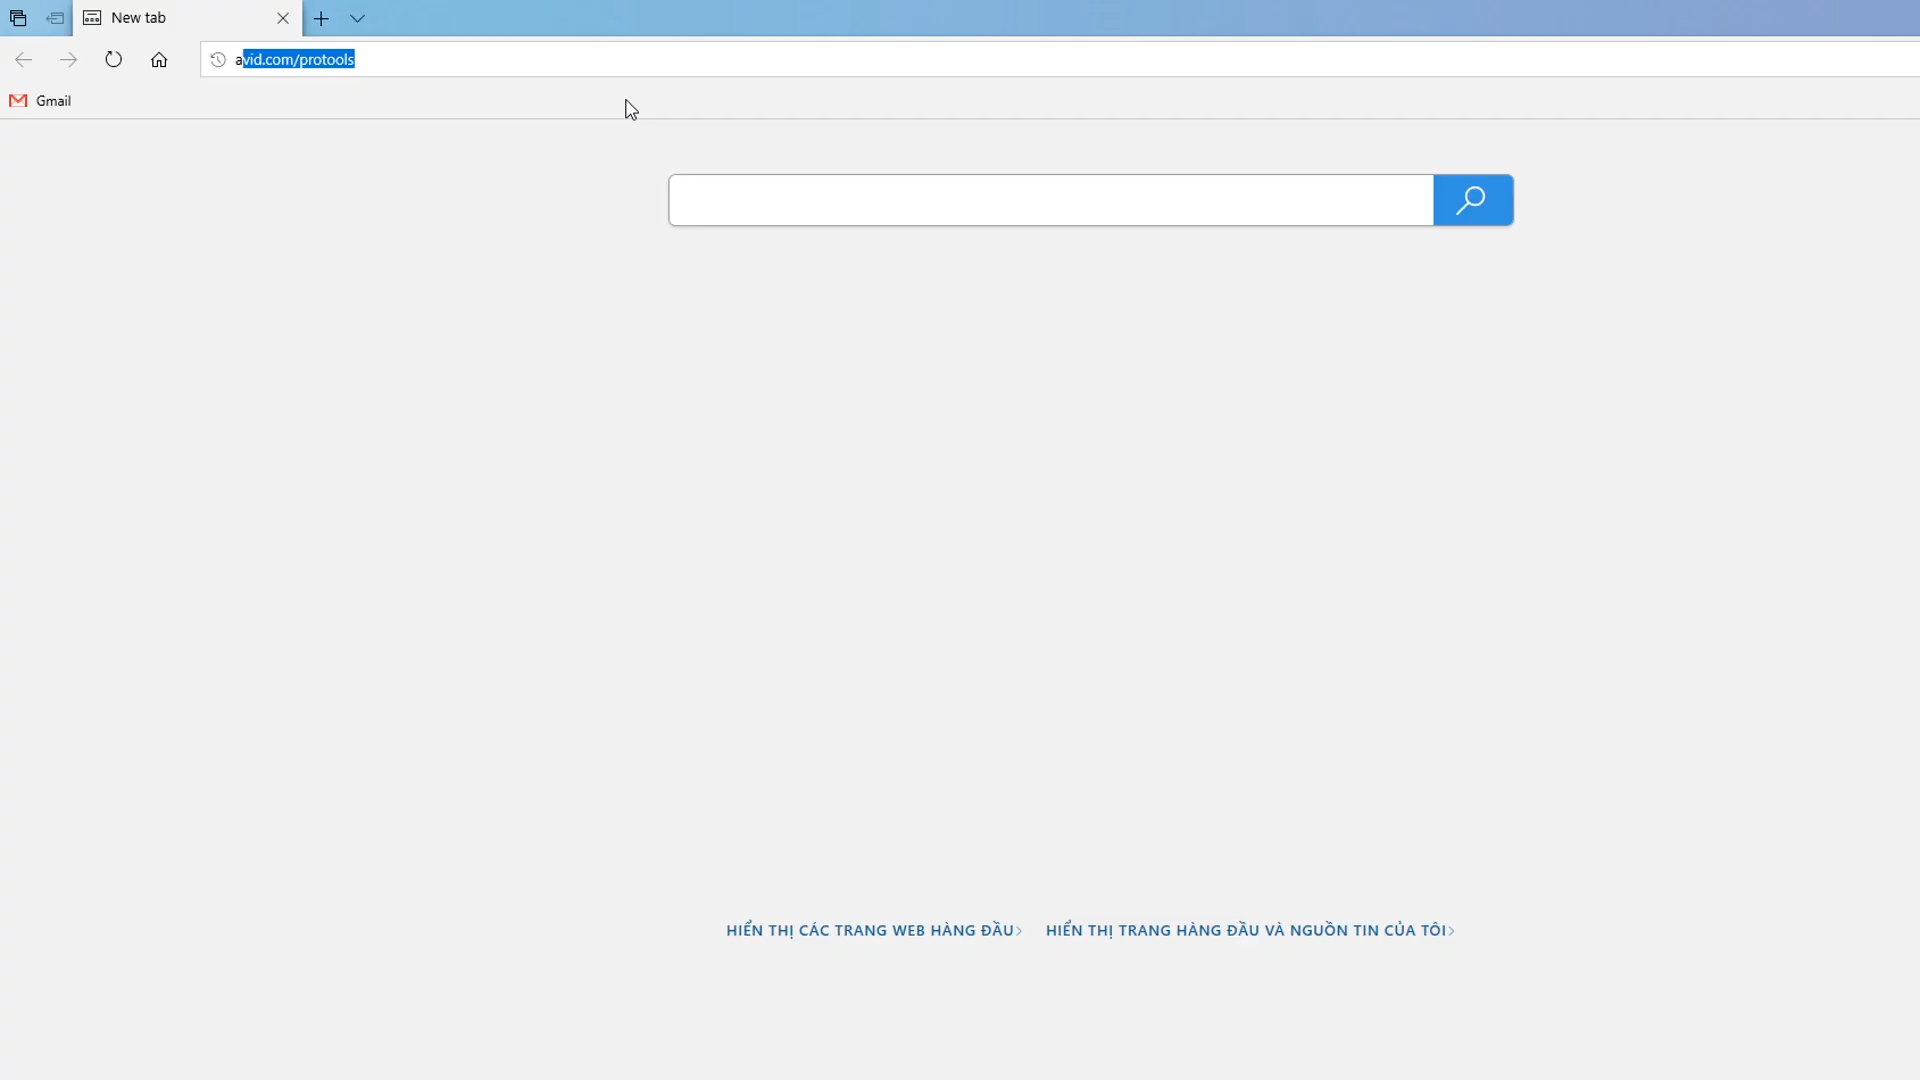 New tab
avid.com/protools
Gmail
HIỂN THỊ CÁC TRANG WEB HÀNG ĐẦU
HIỂN THỊ TRANG HÀNG ĐẦU VÀ NGUỒN TIN CỦA TÔI